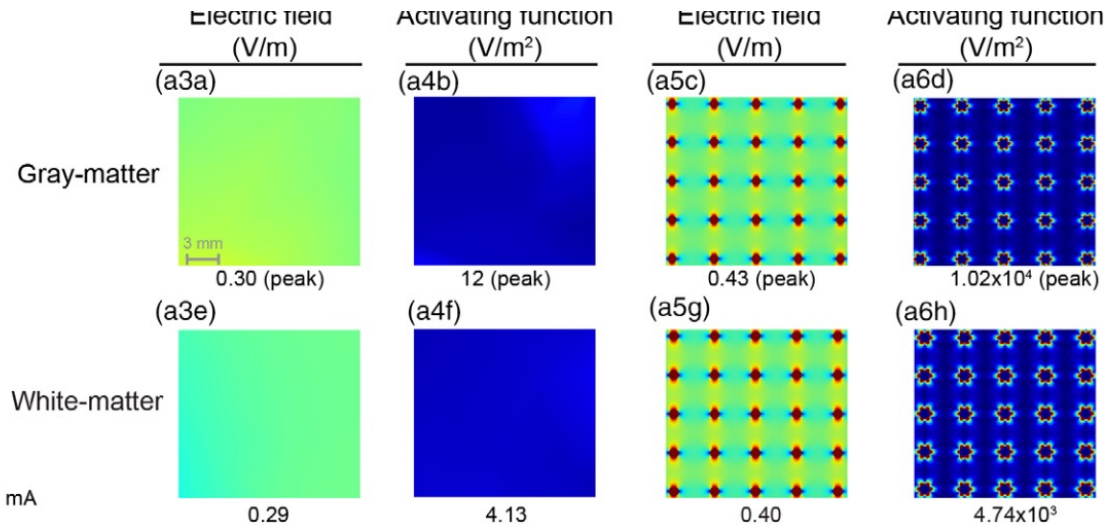 Electric field Activating function Electric field Activating function
(V/m) (V/m²) (V/m) (V/m²)
(a3a) (a4b) (a5c) (a6d)
Gray-matter
3 mm
0.30 (peak) 12 (peak) 0.43 (peak) 1.02x10⁴ (peak)
(a3e) (a4f) (a5g) (a6h)
White-matter
mA
0.29 4.13 0.40 4.74x10³